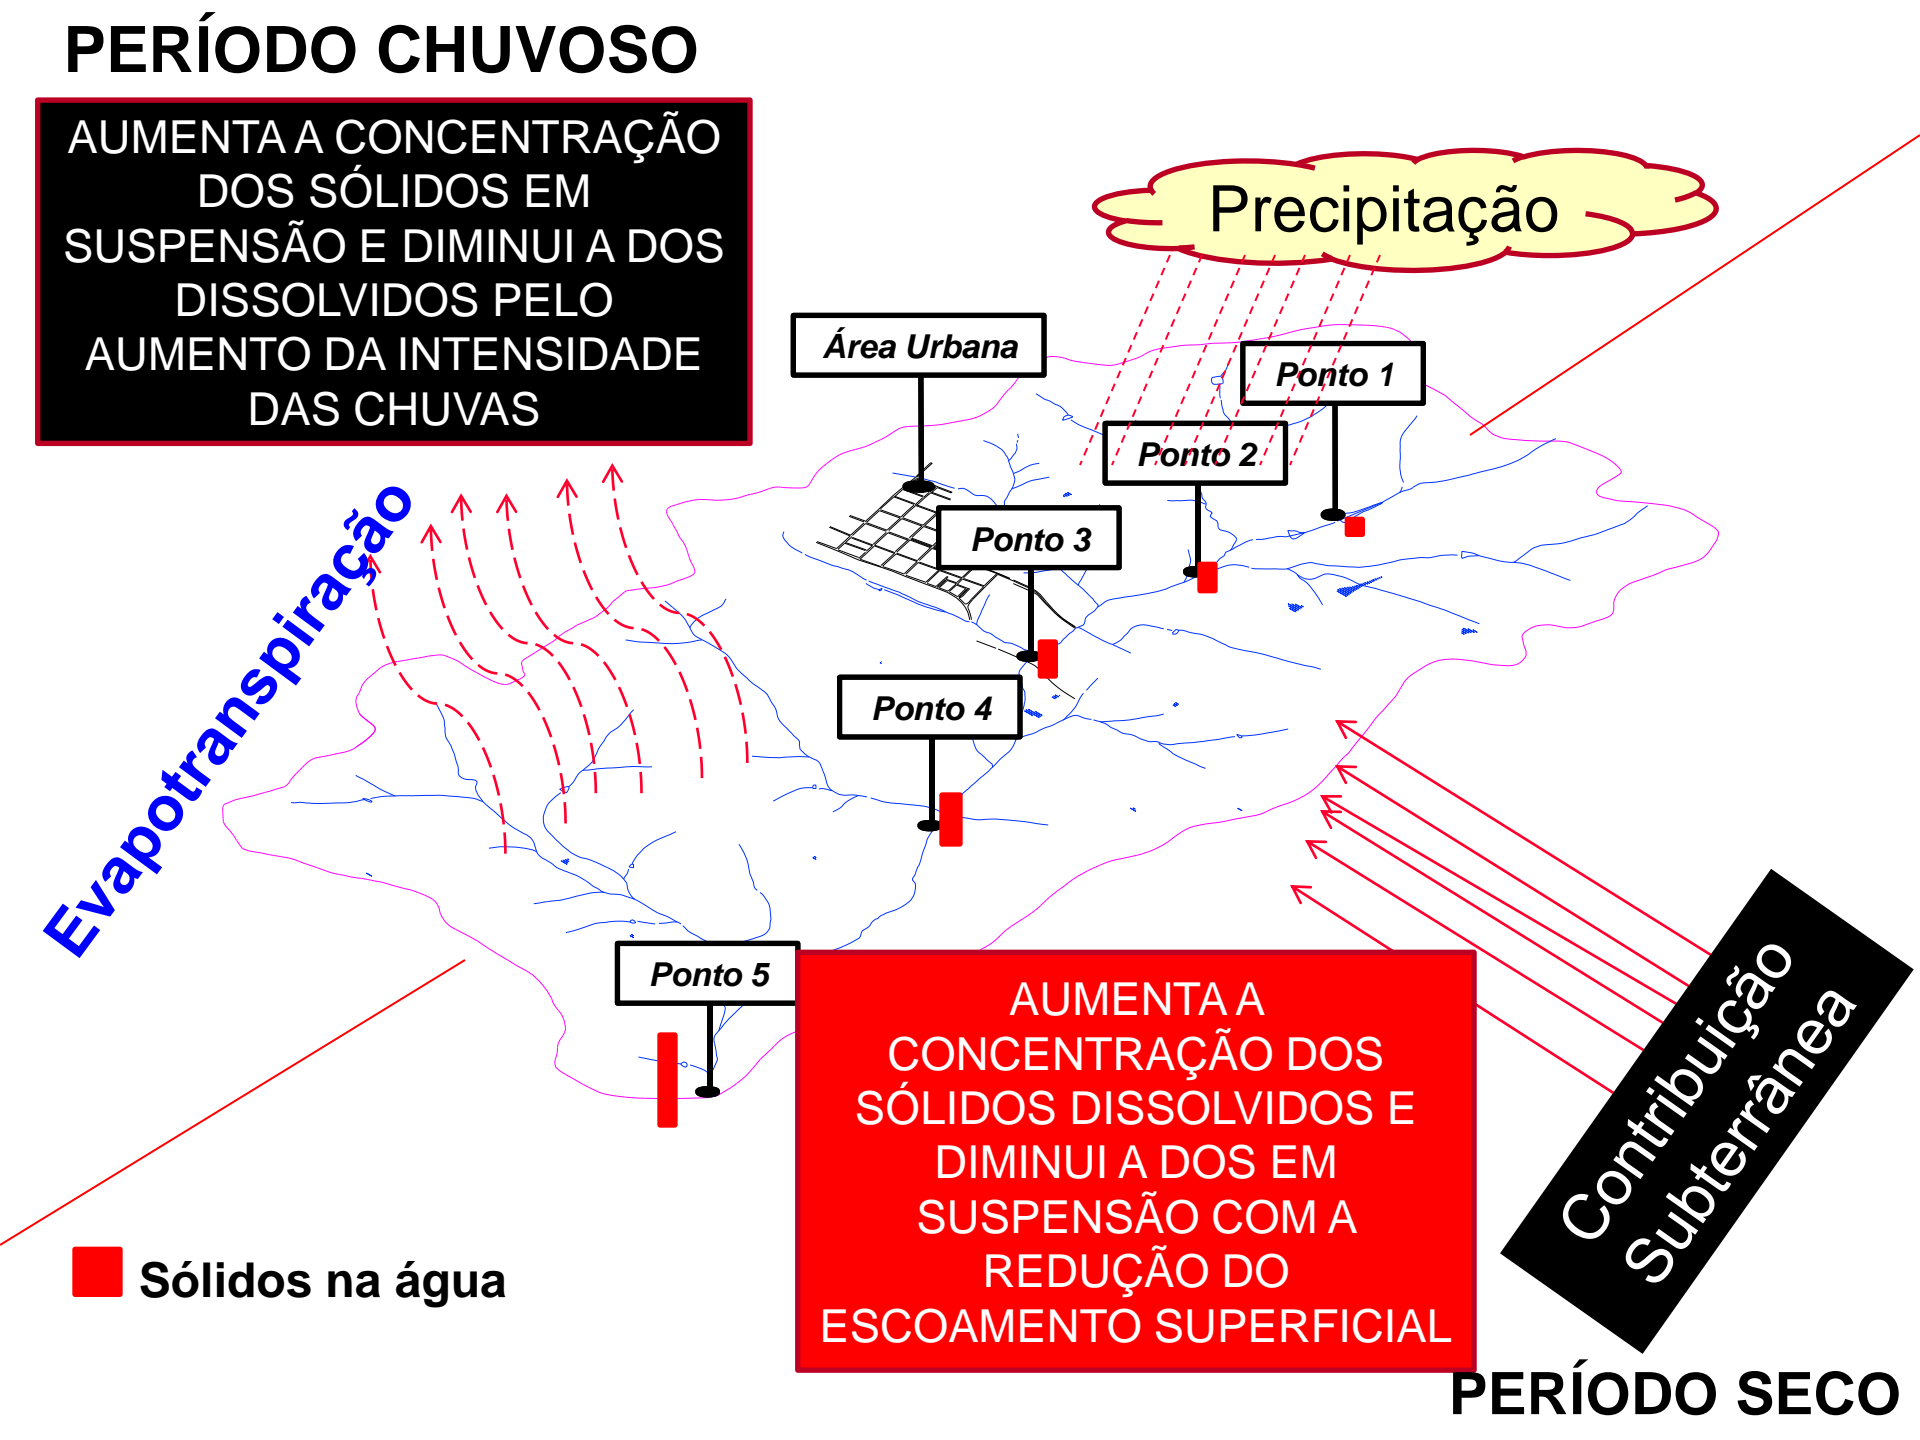 PERÍODO CHUVOSO
AUMENTA A CONCENTRAÇÃO
DOS SÓLIDOS EM
SUSPENSÃO E DIMINUI A DOS
DISSOLVIDOS PELO
AUMENTO DA INTENSIDADE
DAS CHUVAS
Precipitação
Área Urbana
Ponto 1
Ponto 2
Ponto 3
Ponto 4
Ponto 5
Evapotranspiração
AUMENTA A
CONCENTRAÇÃO DOS
SÓLIDOS DISSOLVIDOS E
DIMINUI A DOS EM
SUSPENSÃO COM A
REDUÇÃO DO
ESCOAMENTO SUPERFICIAL
Contribuição
Subterrânea
Sólidos na água
PERÍODO SECO